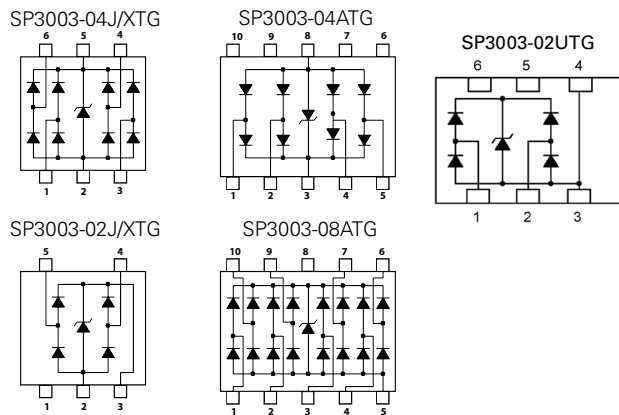 SP3003-04J/XTG
6 5 4
1 2 3
SP3003-04ATG
10 9 8 7 6
1 2 3 4 5
SP3003-02UTG
6 5 4
1 2 3
SP3003-02J/XTG
5 4
1 2 3
SP3003-08ATG
10 9 8 7 6
1 2 3 4 5